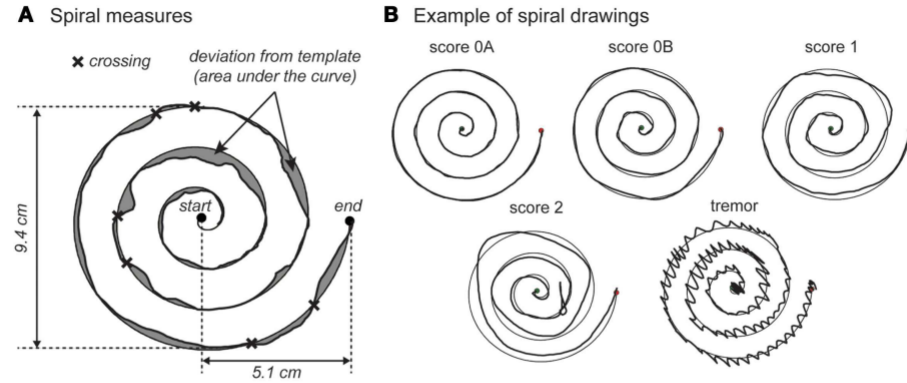 A Spiral measures
× crossing
deviation from template
(area under the curve)
start
end
9.4 cm
5.1 cm
B Example of spiral drawings
score 0A
score 0B
score 1
score 2
tremor